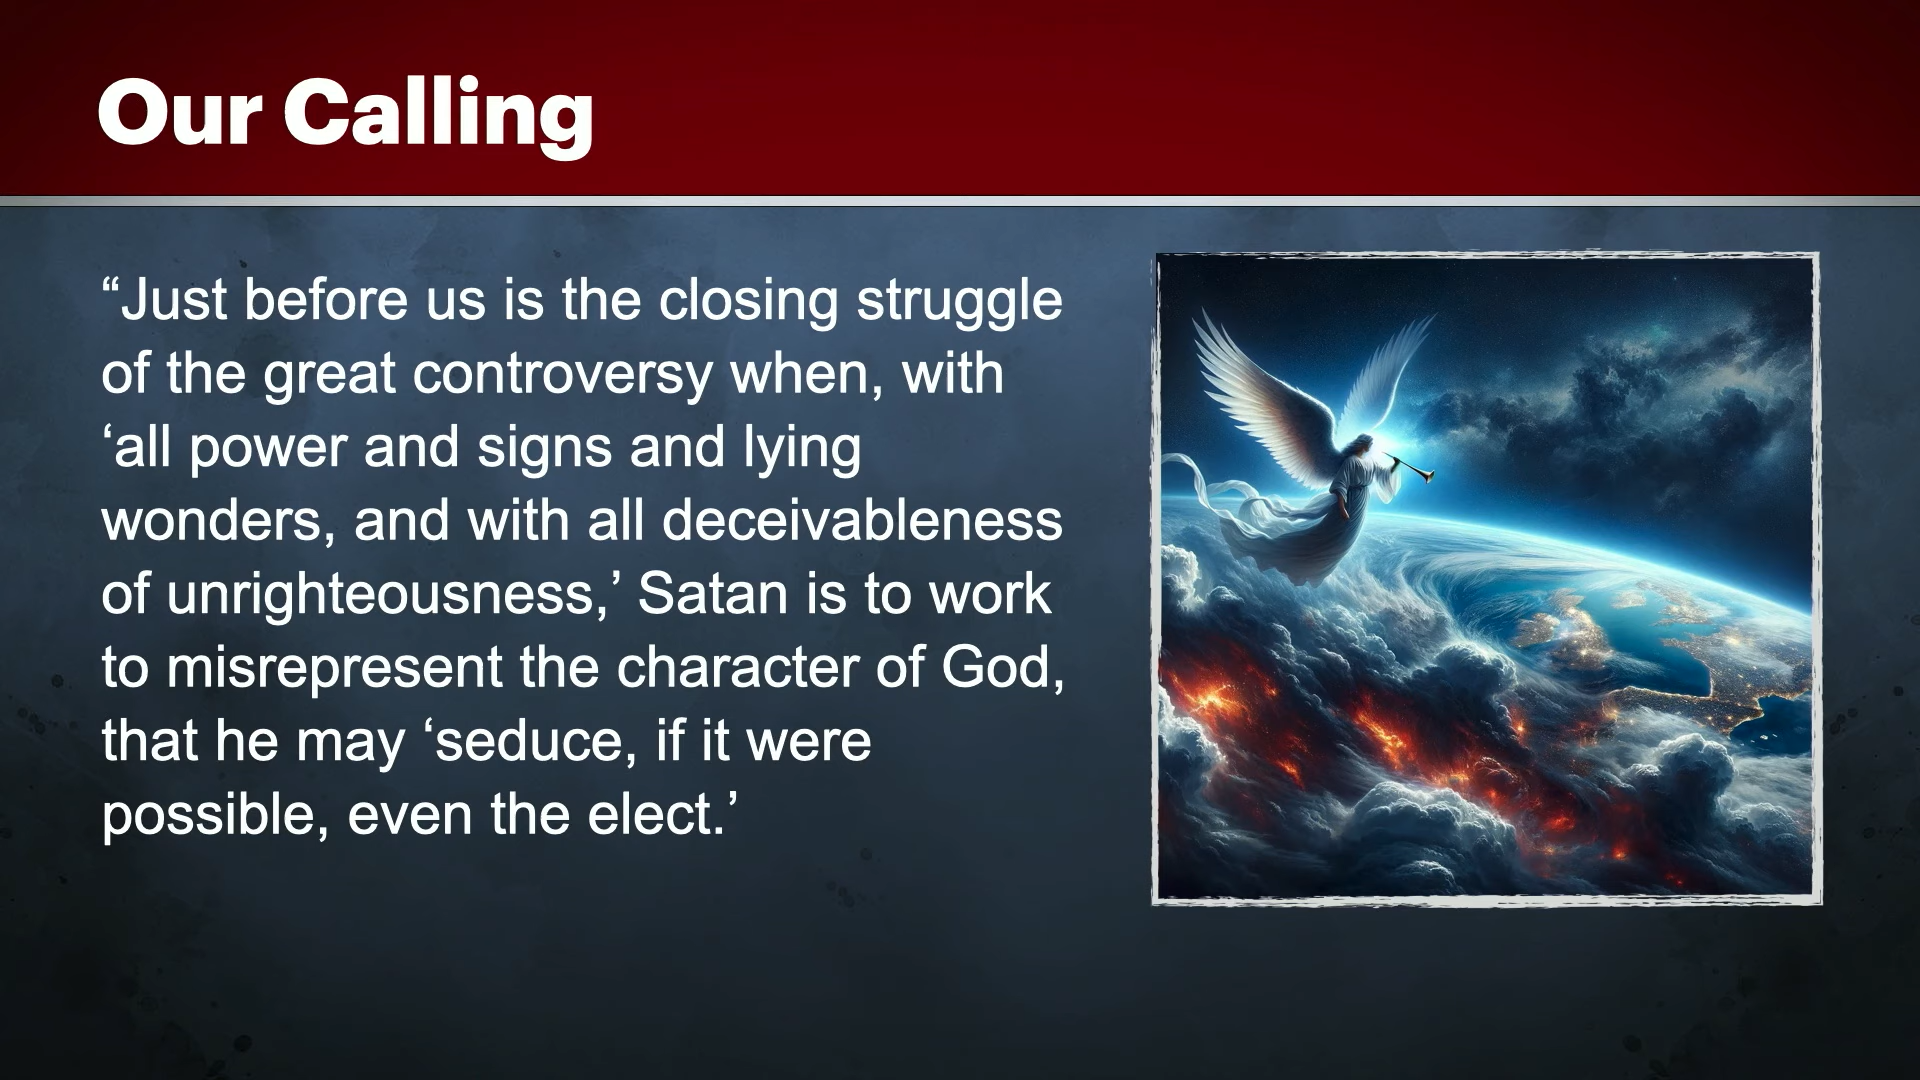 Our Calling
“Just before us is the closing struggle
of the great controversy when, with
‘all power and signs and lying
wonders, and with all deceivableness
of unrighteousness,’ Satan is to work
to misrepresent the character of God,
that he may ‘seduce, if it were
possible, even the elect.’